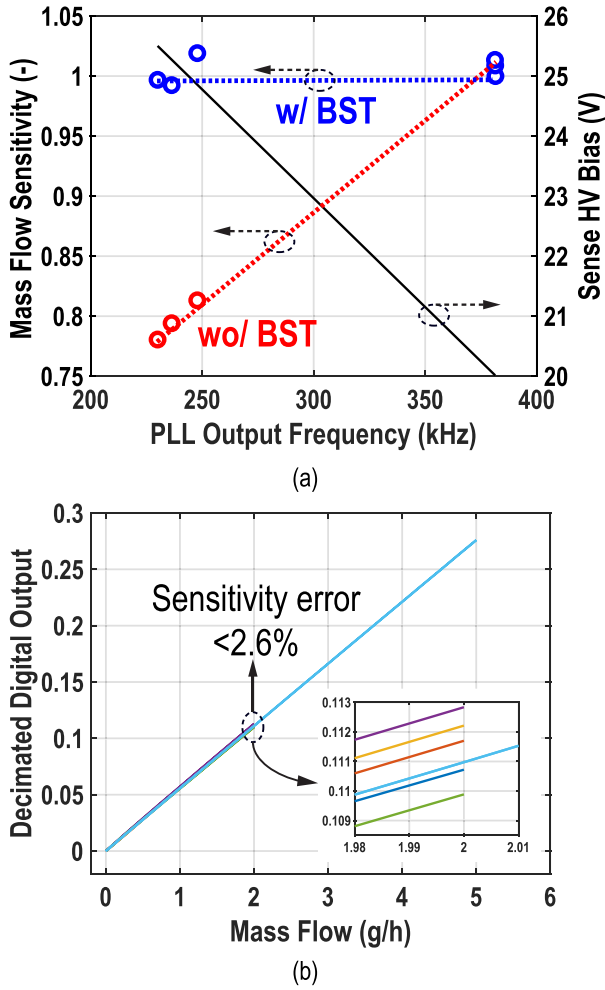 1.05
1
0.95
0.9
0.85
0.8
0.75
Mass Flow Sensitivity (-)
26
25
24
23
22
21
20
Sense HV Bias (V)
w/ BST
wo/ BST
200 250 300 350 400
PLL Output Frequency (kHz)
(a)
0.3
0.25
0.2
0.15
0.1
0.05
0
Decimated Digital Output
Sensitivity error
<2.6%
0.113
0.112
0.111
0.11
0.109
1.98 1.99 2 2.01
0 1 2 3 4 5 6
Mass Flow (g/h)
(b)